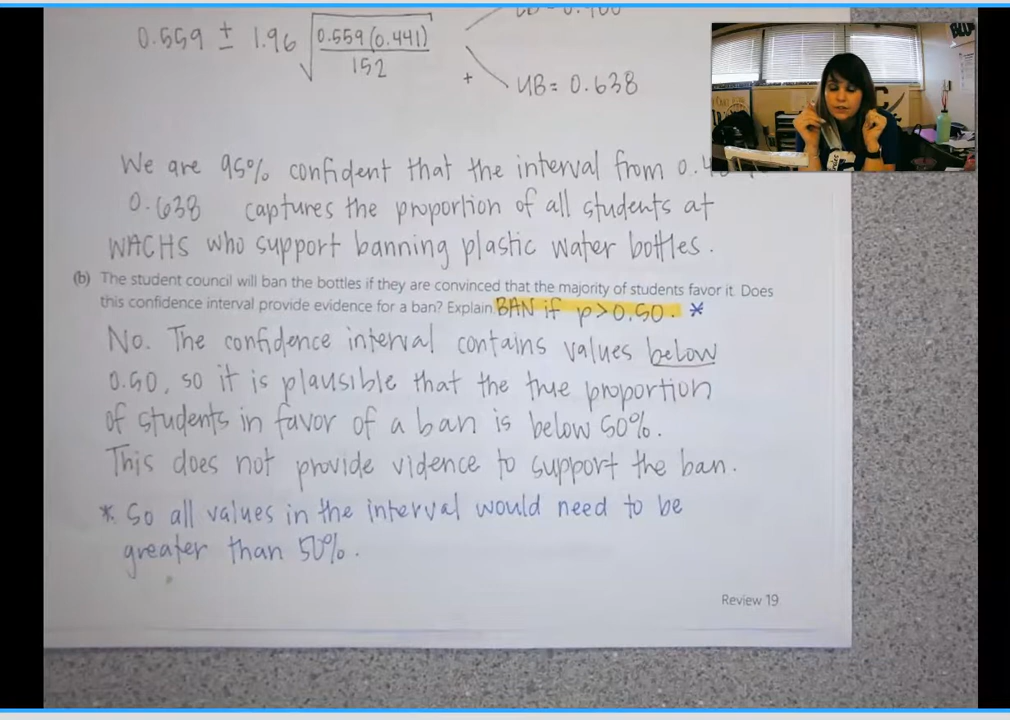 0.559 ± 1.96 √(0.559(0.441)/152)
+ UB = 0.638
We are 95% confident that the interval from
0.638 captures the proportion of all students at
WACHS who support banning plastic water bottles.
(b) The student council will ban the bottles if they are convinced that the majority of students favor it. Does
this confidence interval provide evidence for a ban? Explain. BAN if p>0.50. *
No. The confidence interval contains values below
0.50, so it is plausible that the true proportion
of students in favor of a ban is below 50%.
This does not provide vidence to support the ban.
* So all values in the interval would need to be
greater than 50%.
Review 19